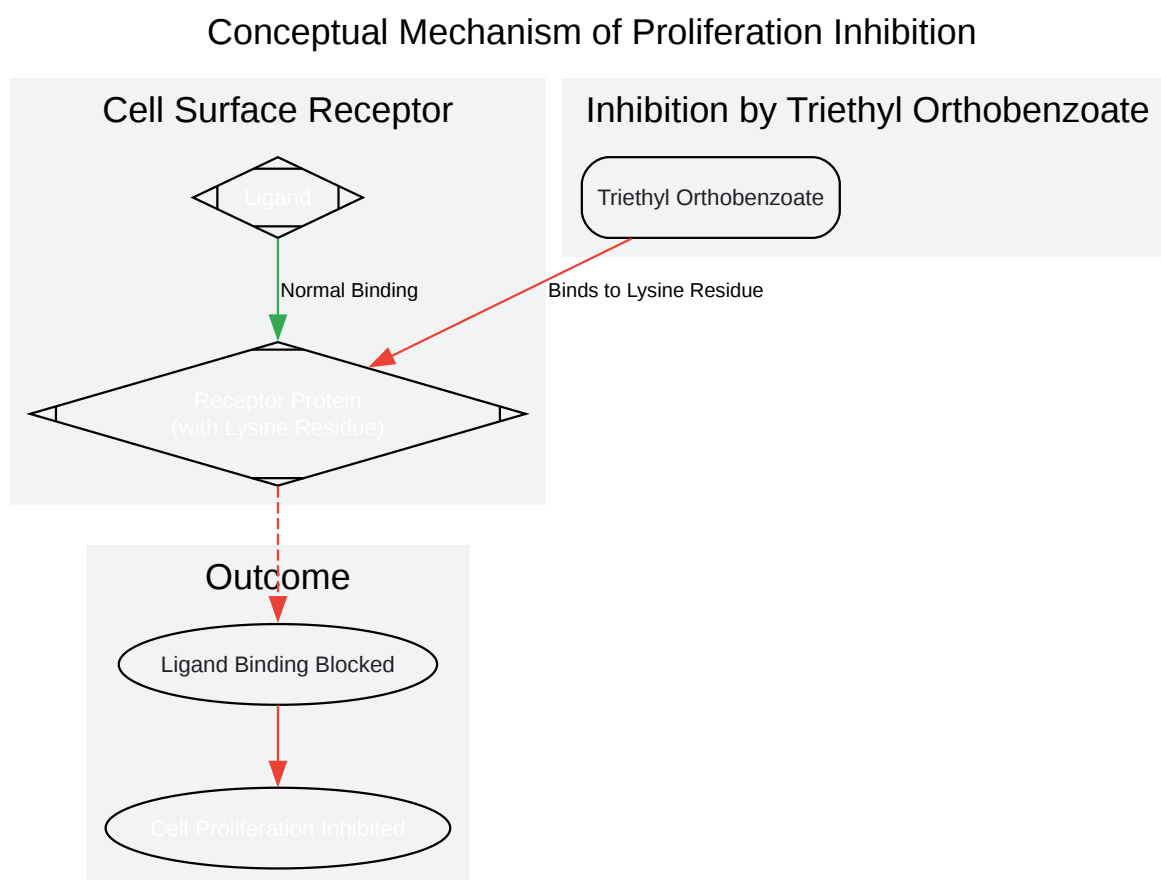 Conceptual Mechanism of Proliferation Inhibition
Cell Surface Receptor
Inhibition by Triethyl Orthobenzoate
Ligand
Triethyl Orthobenzoate
Normal Binding
Binds to Lysine Residue
Receptor Protein
(with Lysine Residue)
Outcome
Ligand Binding Blocked
Cell Proliferation Inhibited